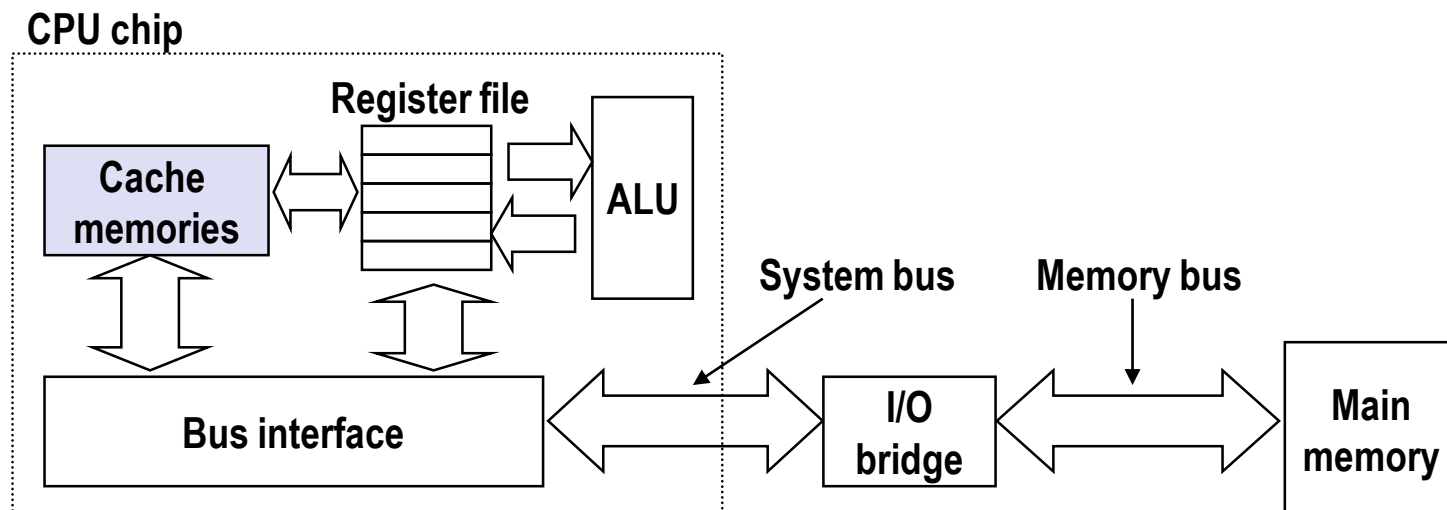 CPU chip
Register file
Cache
memories
ALU
System bus
Memory bus
Bus interface
I/O
bridge
Main
memory